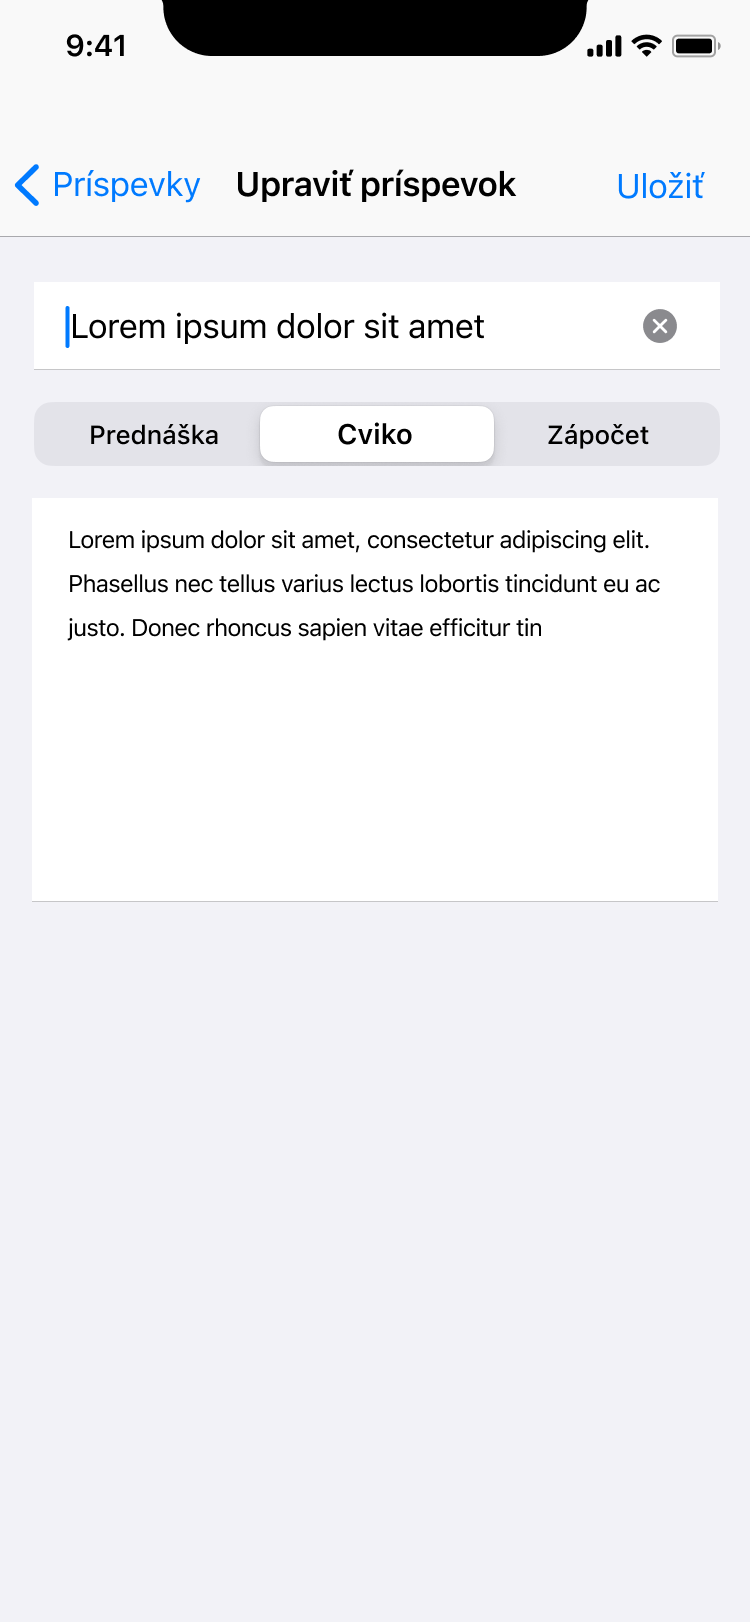 9:41
Príspevky Upraviť príspevok Uložiť
Lorem ipsum dolor sit amet
Prednáška Cviko Zápočet
Lorem ipsum dolor sit amet, consectetur adipiscing elit.
Phasellus nec tellus varius lectus lobortis tincidunt eu ac
justo. Donec rhoncus sapien vitae efficitur tin